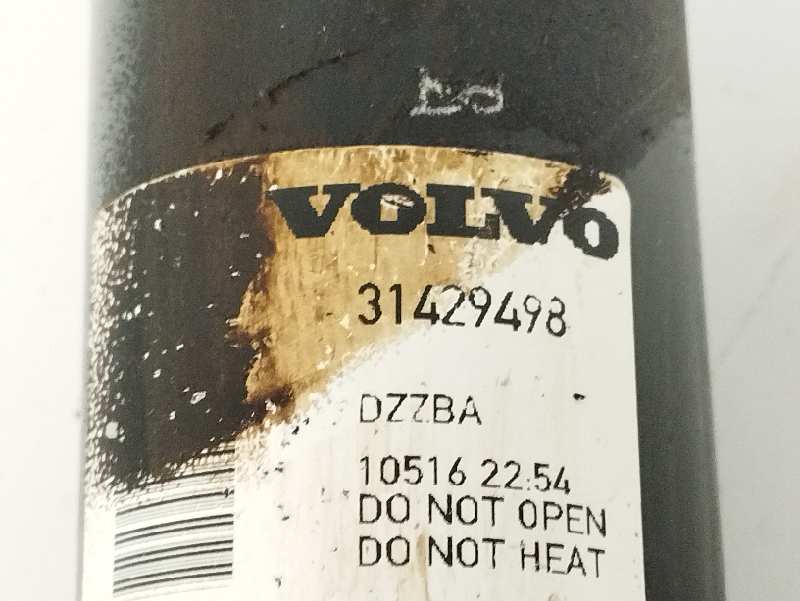 VOLVO
31429498
DZZBA
10516 22:54
DO NOT OPEN
DO NOT HEAT